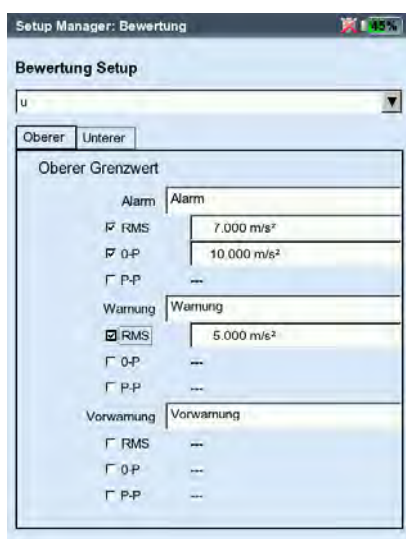 Setup Manager: Bewertung 45%
Bewertung Setup
u
Oberer Unterer
Oberer Grenzwert
Alarm Alarm
RMS 7.000 m/s²
0-P 10.000 m/s²
P-P ---
Warnung Warnung
RMS 5.000 m/s²
0-P ---
P-P ---
Vorwarnung Vorwarnung
RMS ---
0-P ---
P-P ---